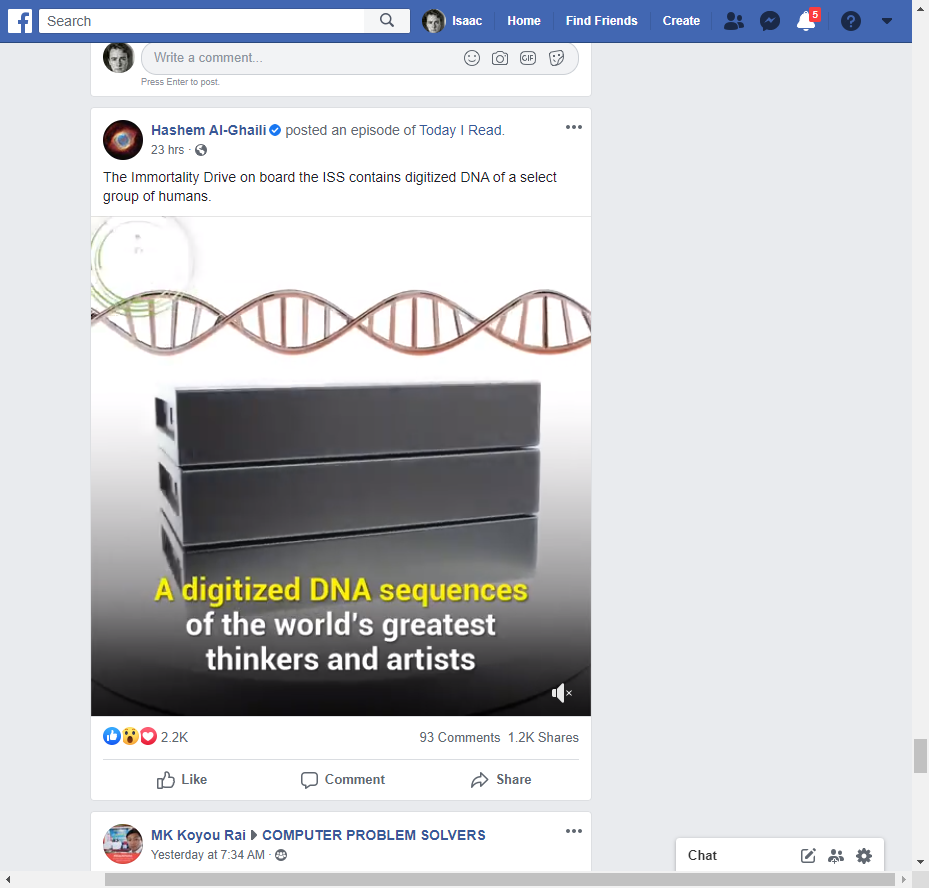 Search
Isaac
Home
Find Friends
Create
5
Write a comment...
GIF
Press Enter to post.
Hashem Al-Ghaili posted an episode of Today I Read.
23 hrs ·
The Immortality Drive on board the ISS contains digitized DNA of a select
group of humans.
A digitized DNA sequences
of the world's greatest
thinkers and artists
2.2K
93 Comments 1.2K Shares
Like
Comment
Share
MK Koyou Rai COMPUTER PROBLEM SOLVERS
Yesterday at 7:34 AM ·
Chat